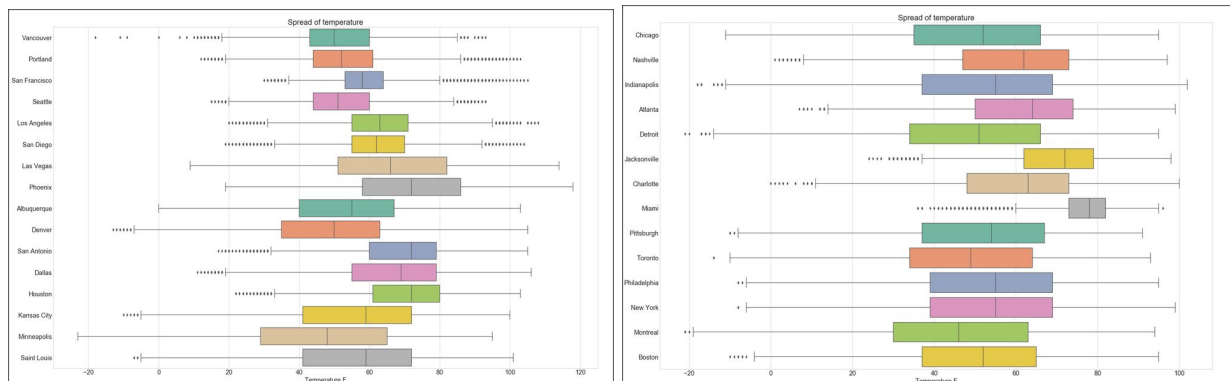 Spread of temperature
Vancouver
Portland
San Francisco
Seattle
Los Angeles
San Diego
Las Vegas
Phoenix
Albuquerque
Denver
San Antonio
Dallas
Houston
Kansas City
Minneapolis
Saint Louis
−20 0 20 40 60 80 100 120
Temperature F
Spread of temperature
Chicago
Nashville
Indianapolis
Atlanta
Detroit
Jacksonville
Charlotte
Miami
Pittsburgh
Toronto
Philadelphia
New York
Montreal
Boston
−20 0 20 40 60 80 100
Temperature F